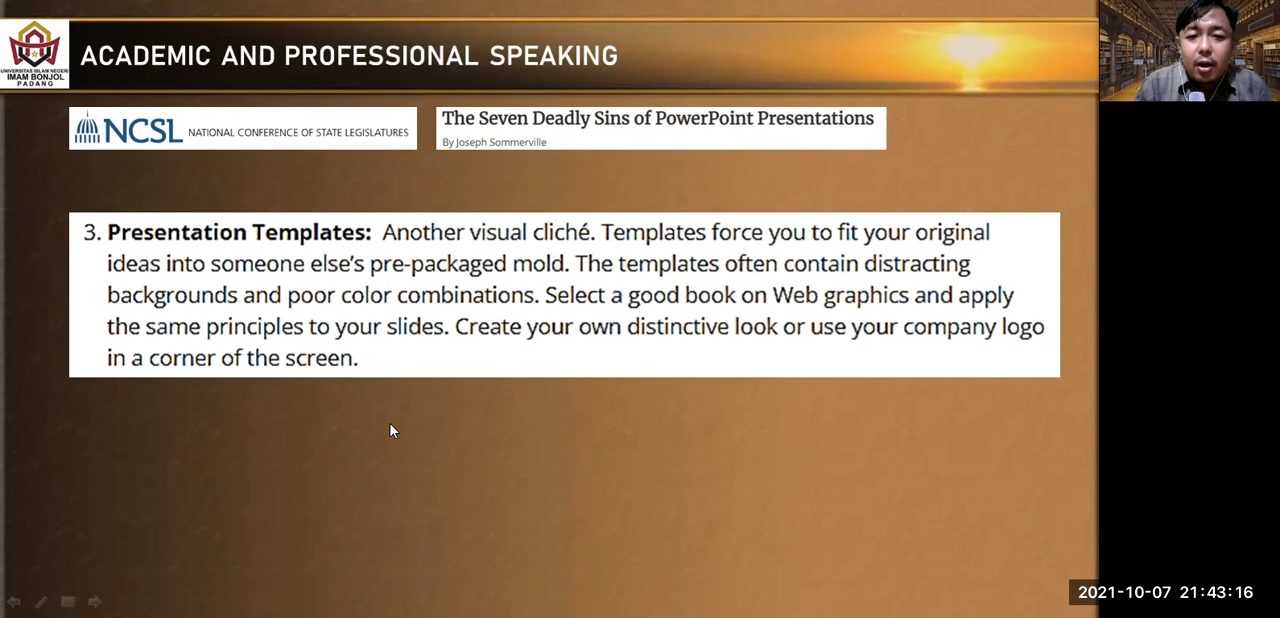 UNIVERSITAS ISLAM NEGERI
IMAM BONJOL
PADANG
ACADEMIC AND PROFESSIONAL SPEAKING
NCSL NATIONAL CONFERENCE OF STATE LEGISLATURES
The Seven Deadly Sins of PowerPoint Presentations
By Joseph Sommerville
3. Presentation Templates: Another visual cliché. Templates force you to fit your original
ideas into someone else's pre-packaged mold. The templates often contain distracting
backgrounds and poor color combinations. Select a good book on Web graphics and apply
the same principles to your slides. Create your own distinctive look or use your company logo
in a corner of the screen.
2021-10-07 21:43:16